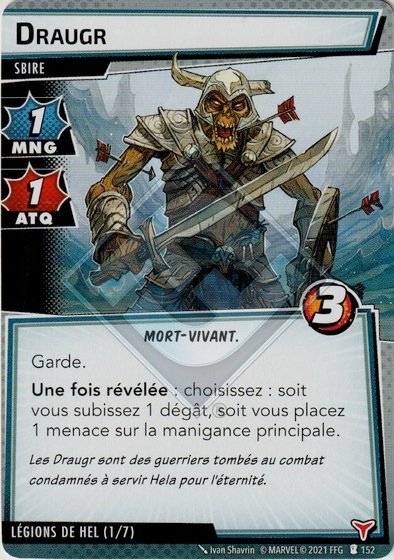 DRAUGR
SBIRE
1
MNG
1
ATQ
3
MORT-VIVANT.
Garde.
Une fois révélée : choisissez : soit
vous subissez 1 dégât, soit vous placez
1 menace sur la manigance principale.
Les Draugr sont des guerriers tombés au combat
condamnés à servir Hela pour l'éternité.
LÉGIONS DE HEL (1/7)
Ivan Shavrin © MARVEL © 2021 FFG 152